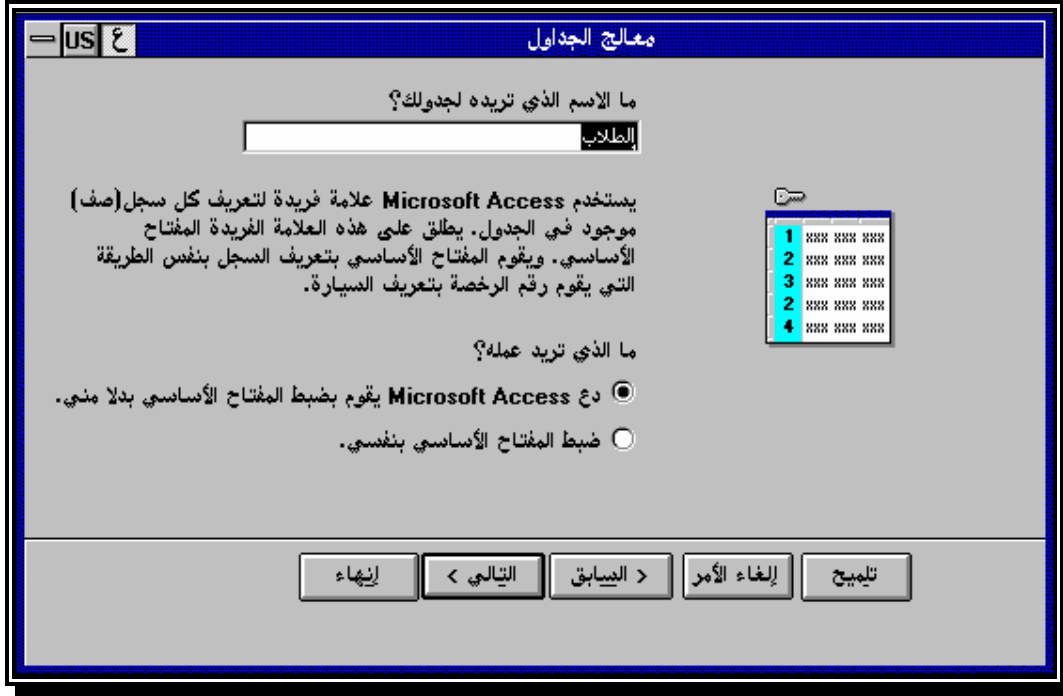 معالج الجداول
ع
US
ما الاسم الذي تريده لجدولك؟
الطلاب
يستخدم Microsoft Access علامة فريدة لتعريف كل سجل(صف)
موجود في الجدول. يطلق على هذه العلامة الفريدة المفتاح
الأساسي. ويقوم المفتاح الأساسي بتعريف السجل بنفس الطريقة
التي يقوم رقم الرخصة بتعريف السيارة.
1 xxx xxx xxx
2 xxx xxx xxx
3 xxx xxx xxx
2 xxx xxx xxx
4 xxx xxx xxx
ما الذي تريد عمله؟
دع Microsoft Access يقوم بضبط المفتاح الأساسي بدلا مني.
ضبط المفتاح الأساسي بنفسي.
تلميح
إلغاء الأمر
< السابق
التالي >
إنهاء